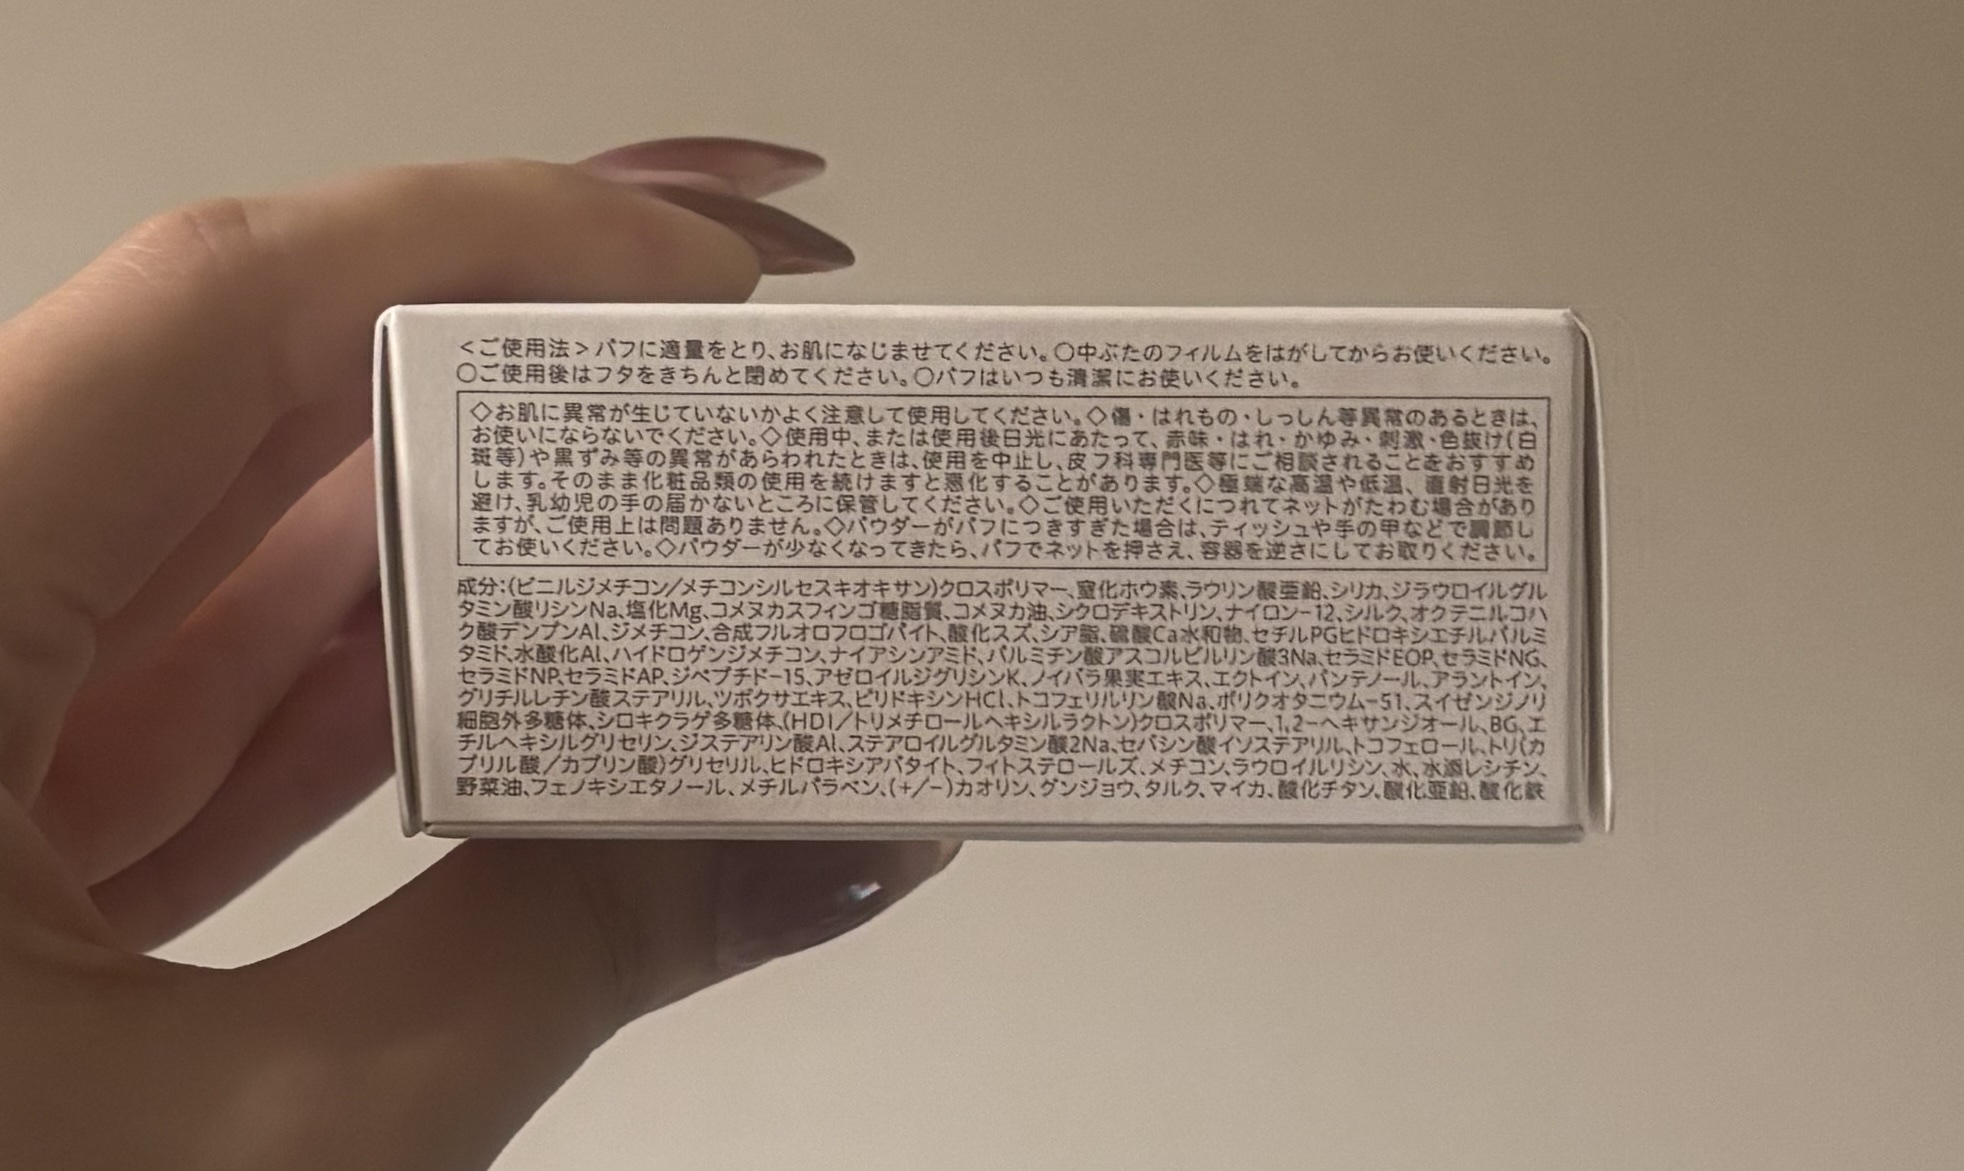 ＜ご使用法＞パフに適量をとり、お肌になじませてください。○中ぶたのフィルムをはがしてからお使いください。
○ご使用後はフタをきちんと閉めてください。○パフはいつも清潔にお使いください。
◇お肌に異常が生じていないかよく注意して使用してください。◇傷・はれもの・しっしん等異常のあるときは、
お使いにならないでください。◇使用中、または使用後日光にあたって、赤味・はれ・かゆみ・刺激・色抜け(白
斑等)や黒ずみ等の異常があらわれたときは、使用を中止し、皮フ科専門医等にご相談されることをおすすめ
します。そのまま化粧品類の使用を続けますと悪化することがあります。◇極端な高温や低温、直射日光を
避け、乳幼児の手の届かないところに保管してください。◇ご使用いただくにつれてネットがたわむ場合があり
ますが、ご使用上は問題ありません。◇パウダーがパフにつきすぎた場合は、ティッシュや手の甲などで調節し
てお使いください。◇パウダーが少なくなってきたら、パフでネットを押さえ、容器を逆さにしてお取りください。
成分：(ビニルジメチコン/メチコンシルセスキオキサン)クロスポリマー、窒化ホウ素、ラウリン酸亜鉛、シリカ、ジラウロイルグル
タミン酸リシンNa、塩化Mg、コメヌカスフィンゴ糖脂質、コメヌカ油、シクロデキストリン、ナイロン-12、シルク、オクテニルコハ
ク酸デンプンAl、ジメチコン、合成フルオロフロゴパイト、酸化スズ、シア脂、硫酸Ca水和物、セチルPGヒドロキシエチルパルミ
タミド、水酸化Al、ハイドロゲンジメチコン、ナイアシンアミド、パルミチン酸アスコルビルリン酸3Na、セラミドEOP、セラミドNG、
セラミドNP、セラミドAP、ジペプチド-15、アゼロイルジグリシンK、ノイバラ果実エキス、エクトイン、パンテノール、アラントイン、
グリチルレチン酸ステアリル、ツボクサエキス、ピリドキシンHCl、トコフェリルリン酸Na、ポリクオタニウム-51、スイゼンジノリ
細胞外多糖体、シロキクラゲ多糖体、(HDI/トリメチロールヘキシルラクトン)クロスポリマー、1,2-ヘキサンジオール、BG、エ
チルヘキシルグリセリン、ジステアリン酸Al、ステアロイルグルタミン酸2Na、セバシン酸イソステアリル、トコフェロール、トリ(カ
プリル酸/カプリン酸)グリセリル、ヒドロキシアパタイト、フィトステロールズ、メチコン、ラウロイルリシン、水、水添レシチン、
野菜油、フェノキシエタノール、メチルパラベン、(+/-)カオリン、グンジョウ、タルク、マイカ、酸化チタン、酸化亜鉛、酸化鉄